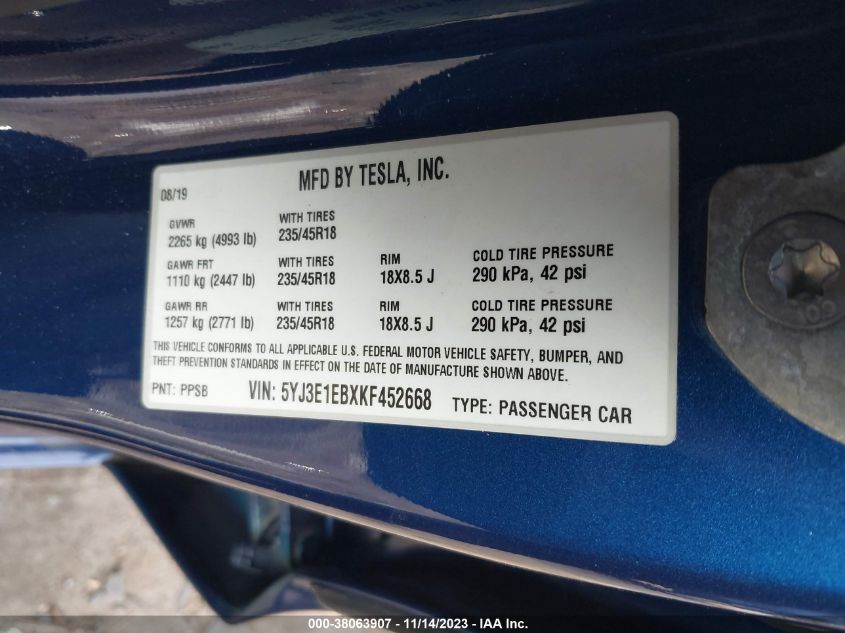 MFD BY TESLA, INC.
08/19
GVWR WITH TIRES
2265 kg (4993 lb) 235/45R18
GAWR FRT WITH TIRES RIM COLD TIRE PRESSURE
1110 kg (2447 lb) 235/45R18 18X8.5 J 290 kPa, 42 psi
GAWR RR WITH TIRES RIM COLD TIRE PRESSURE
1257 kg (2771 lb) 235/45R18 18X8.5 J 290 kPa, 42 psi
THIS VEHICLE CONFORMS TO ALL APPLICABLE U.S. FEDERAL MOTOR VEHICLE SAFETY, BUMPER, AND
THEFT PREVENTION STANDARDS IN EFFECT ON THE DATE OF MANUFACTURE SHOWN ABOVE.
PNT: PPSB VIN: 5YJ3E1EBXKF452668 TYPE: PASSENGER CAR
000-38063907 - 11/14/2023 - IAA Inc.